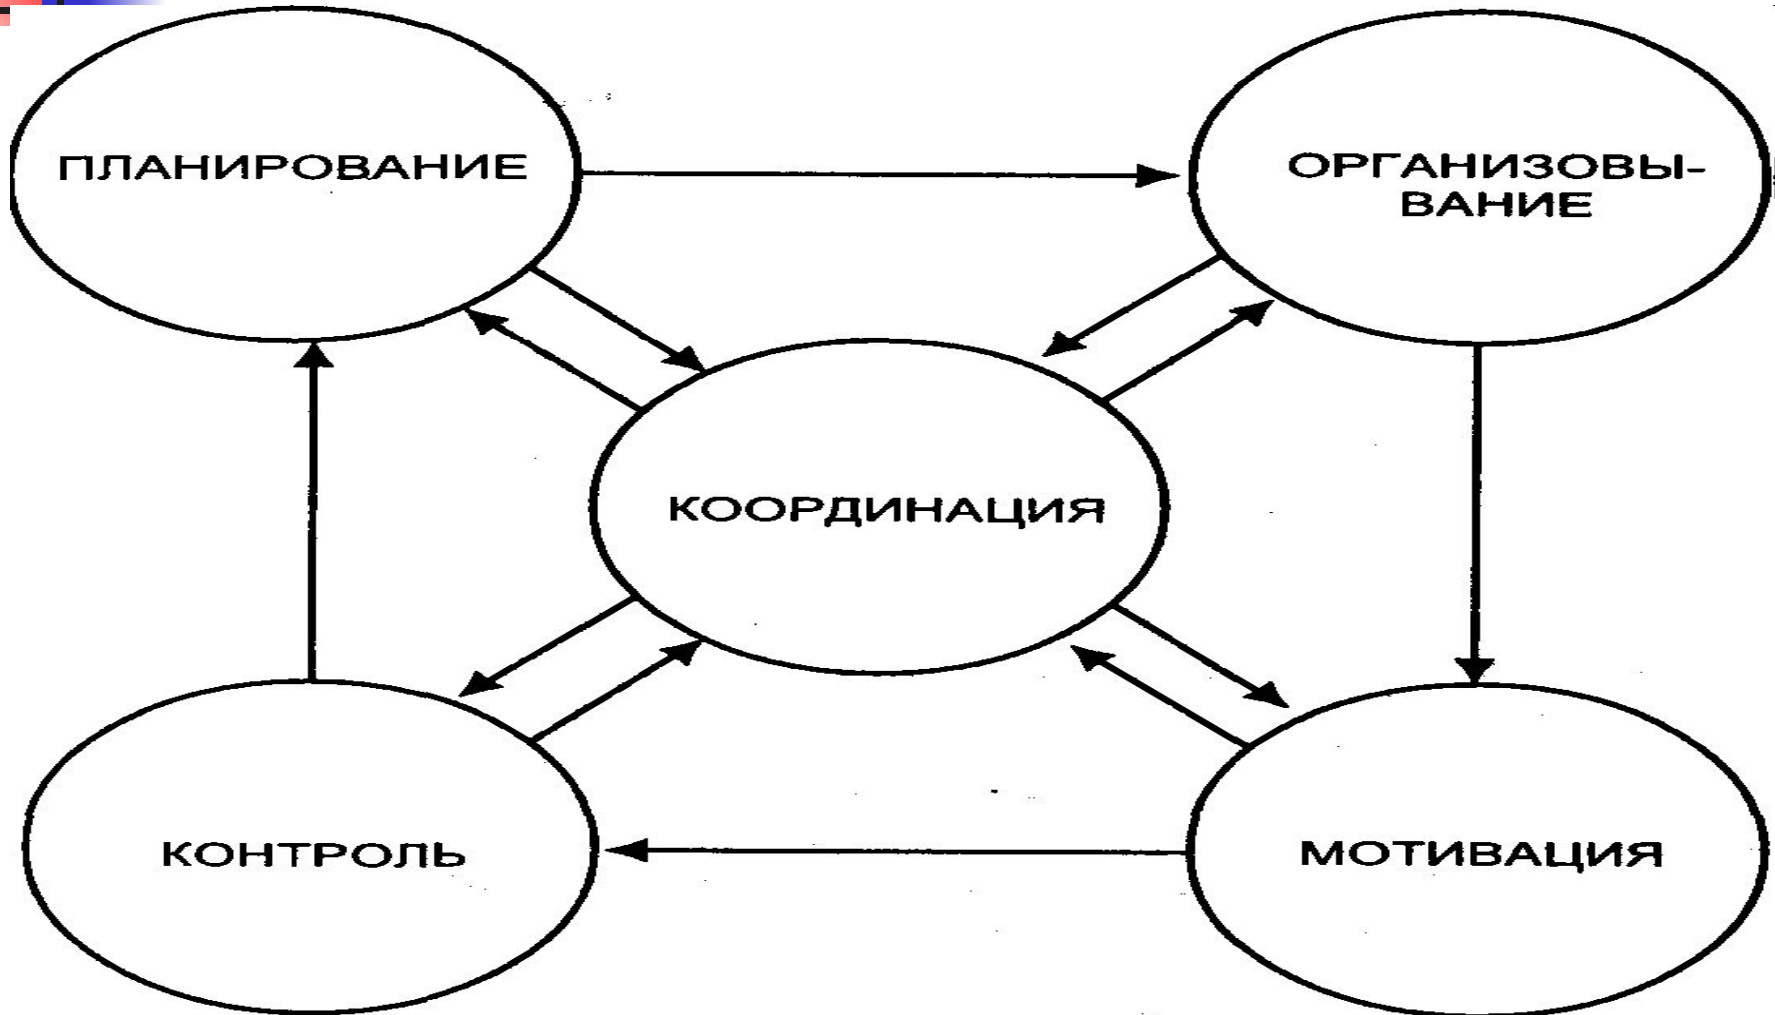 ПЛАНИРОВАНИЕ
ОРГАНИЗОВЫ-
ВАНИЕ
КООРДИНАЦИЯ
КОНТРОЛЬ
МОТИВАЦИЯ